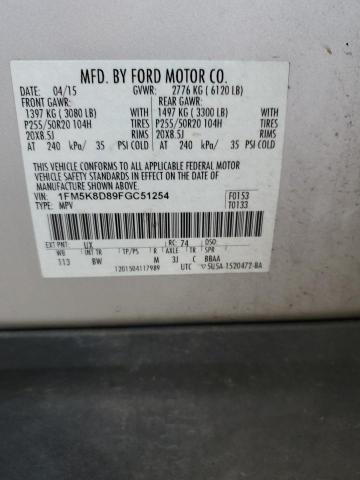 MFD. BY FORD MOTOR CO.
DATE: 04/15 GVWR: 2776 KG ( 6120 LB)
FRONT GAWR: REAR GAWR:
1397 KG ( 3080 LB) WITH 1497 KG ( 3300 LB) WITH
P255/50R20 104H TIRES P255/50R20 104H TIRES
20X8.5J RIMS 20X8.5J RIMS
AT 240 kPa/ 35 PSI COLD AT 240 kPa/ 35 PSI COLD
THIS VEHICLE CONFORMS TO ALL APPLICABLE FEDERAL MOTOR
VEHICLE SAFETY AND BUMPER STANDARDS IN EFFECT ON THE
DATE OF MANUFACTURE SHOWN ABOVE.
VIN: 1FM5K8D89FGC51254 F0153
TYPE: MPV T0133
EXT PNT: UX RC: 74 DSO:
WB INT TR TP/PS R AXLE TR SPR
113 BW M 3J C BBAA
1201504117989 UTC 5U5A-1520472-BA